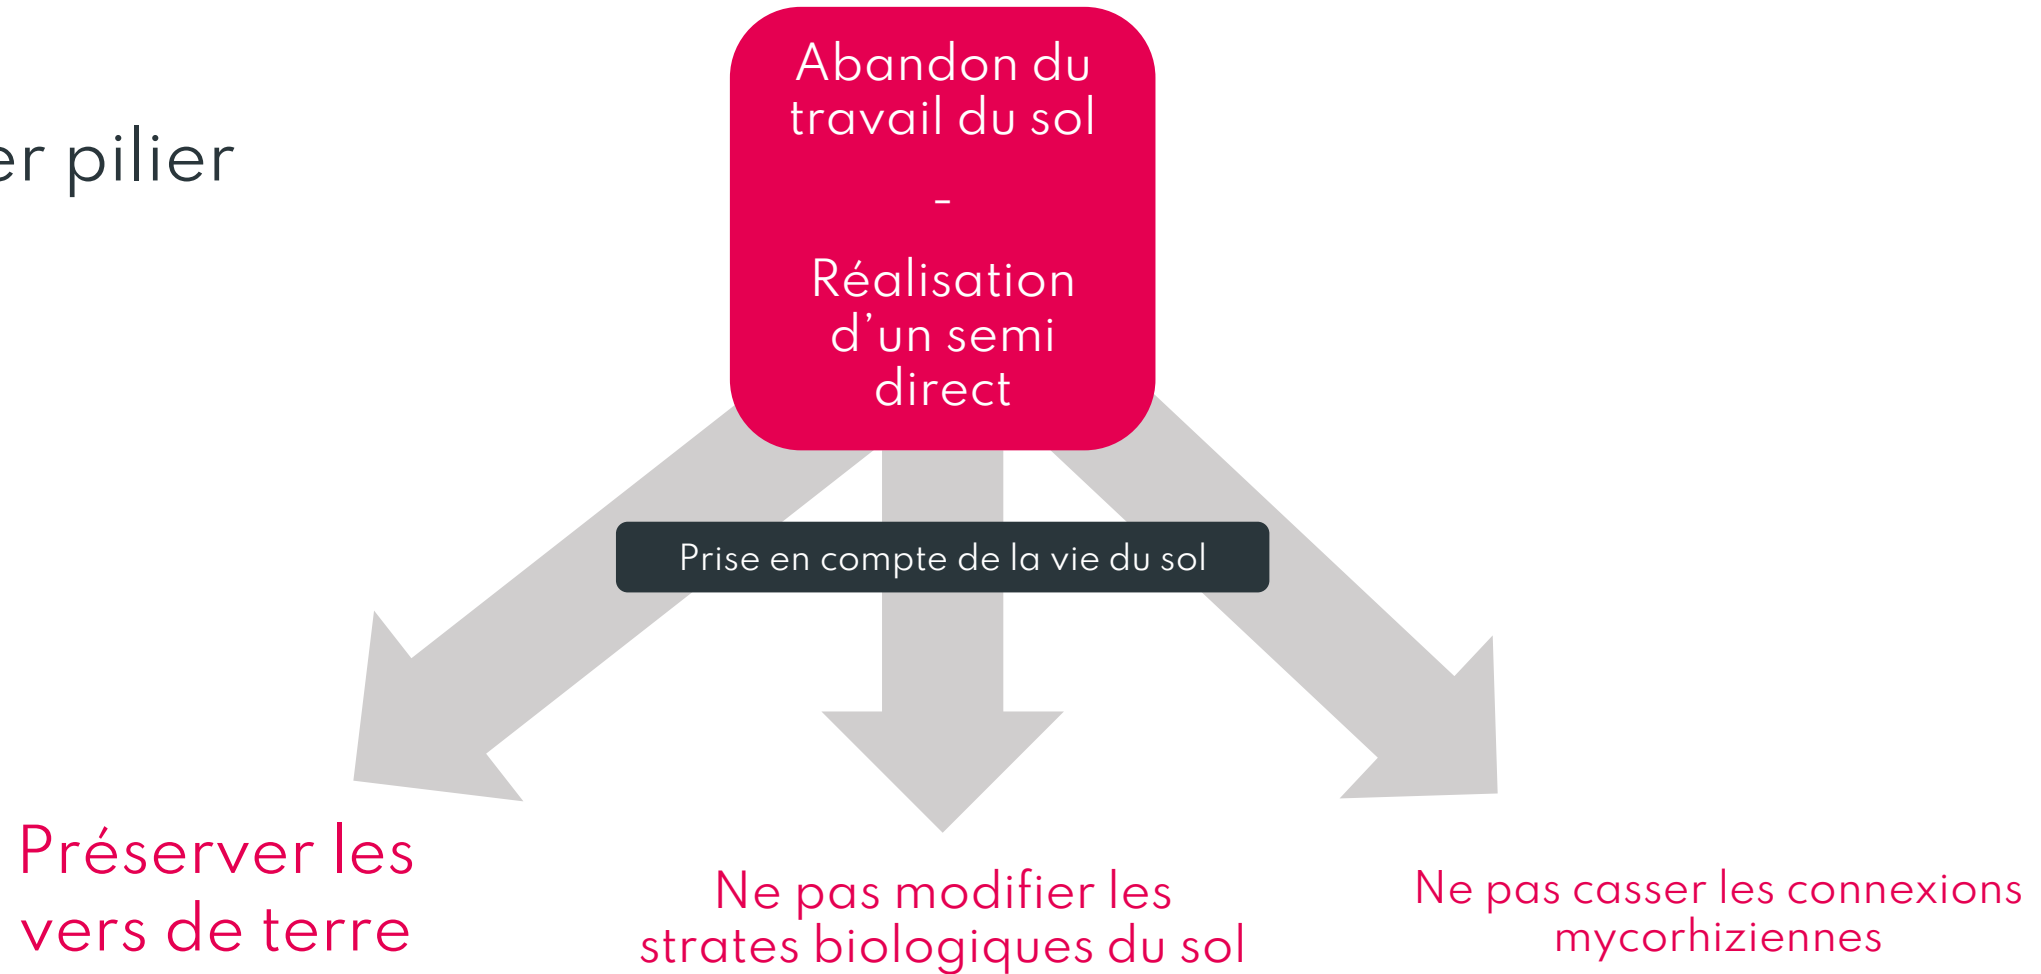 er pilier
Abandon du
travail du sol
-
Réalisation
d’un semi
direct
Prise en compte de la vie du sol
Préserver les
vers de terre
Ne pas modifier les
strates biologiques du sol
Ne pas casser les connexions
mycorhiziennes